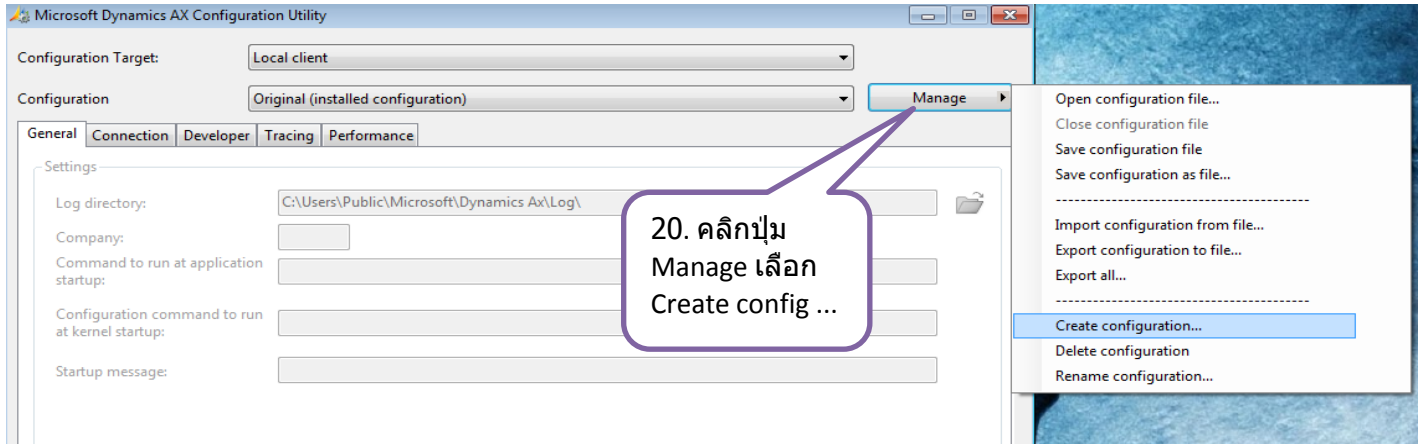 Microsoft Dynamics AX Configuration Utility
Configuration Target:
Local client
Configuration
Original (installed configuration)
Manage
General
Connection
Developer
Tracing
Performance
Settings
Log directory:
C:\Users\Public\Microsoft\Dynamics Ax\Log\
Company:
Command to run at application
startup:
Configuration command to run
at kernel startup:
Startup message:
20. คลิกปุ่ม
Manage เลือก
Create config ...
Open configuration file...
Close configuration file
Save configuration file
Save configuration as file...
-----------------------------------------
Import configuration from file...
Export configuration to file...
Export all...
-----------------------------------------
Create configuration...
Delete configuration
Rename configuration...